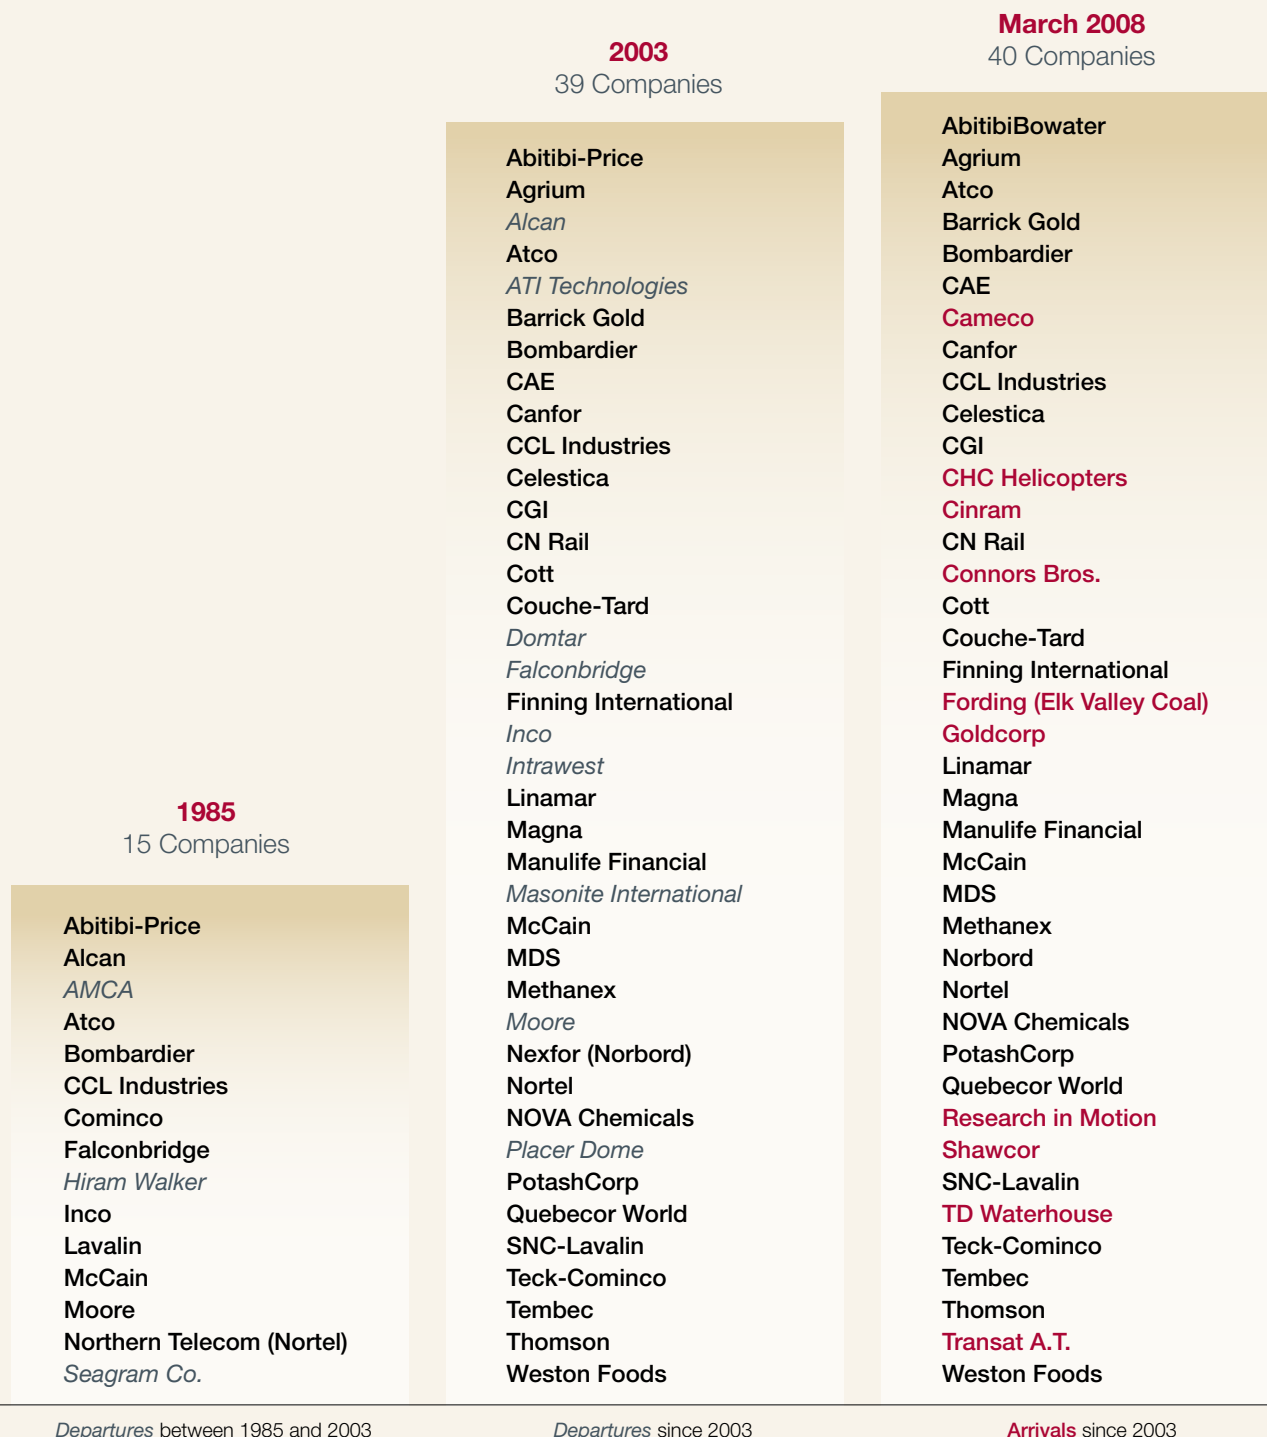 1985
15 Companies
Abitibi-Price
Alcan
AMCA
Atco
Bombardier
CCL Industries
Cominco
Falconbridge
Hiram Walker
Inco
Lavalin
McCain
Moore
Northern Telecom (Nortel)
Seagram Co.
Departures between 1985 and 2003
2003
39 Companies
Abitibi-Price
Agrium
Alcan
Atco
ATI Technologies
Barrick Gold
Bombardier
CAE
Canfor
CCL Industries
Celestica
CGI
CN Rail
Cott
Couche-Tard
Domtar
Falconbridge
Finning International
Inco
Intrawest
Linamar
Magna
Manulife Financial
Masonite International
McCain
MDS
Methanex
Moore
Nexfor (Norbord)
Nortel
NOVA Chemicals
Placer Dome
PotashCorp
Quebecor World
SNC-Lavalin
Teck-Cominco
Tembec
Thomson
Weston Foods
Departures since 2003
March 2008
40 Companies
AbitibiBowater
Agrium
Atco
Barrick Gold
Bombardier
CAE
Cameco
Canfor
CCL Industries
Celestica
CGI
CHC Helicopters
Cinram
CN Rail
Connors Bros.
Cott
Couche-Tard
Finning International
Fording (Elk Valley Coal)
Goldcorp
Linamar
Magna
Manulife Financial
McCain
MDS
Methanex
Norbord
Nortel
NOVA Chemicals
PotashCorp
Quebecor World
Research in Motion
Shawcor
SNC-Lavalin
TD Waterhouse
Teck-Cominco
Tembec
Thomson
Transat A.T.
Weston Foods
Arrivals since 2003